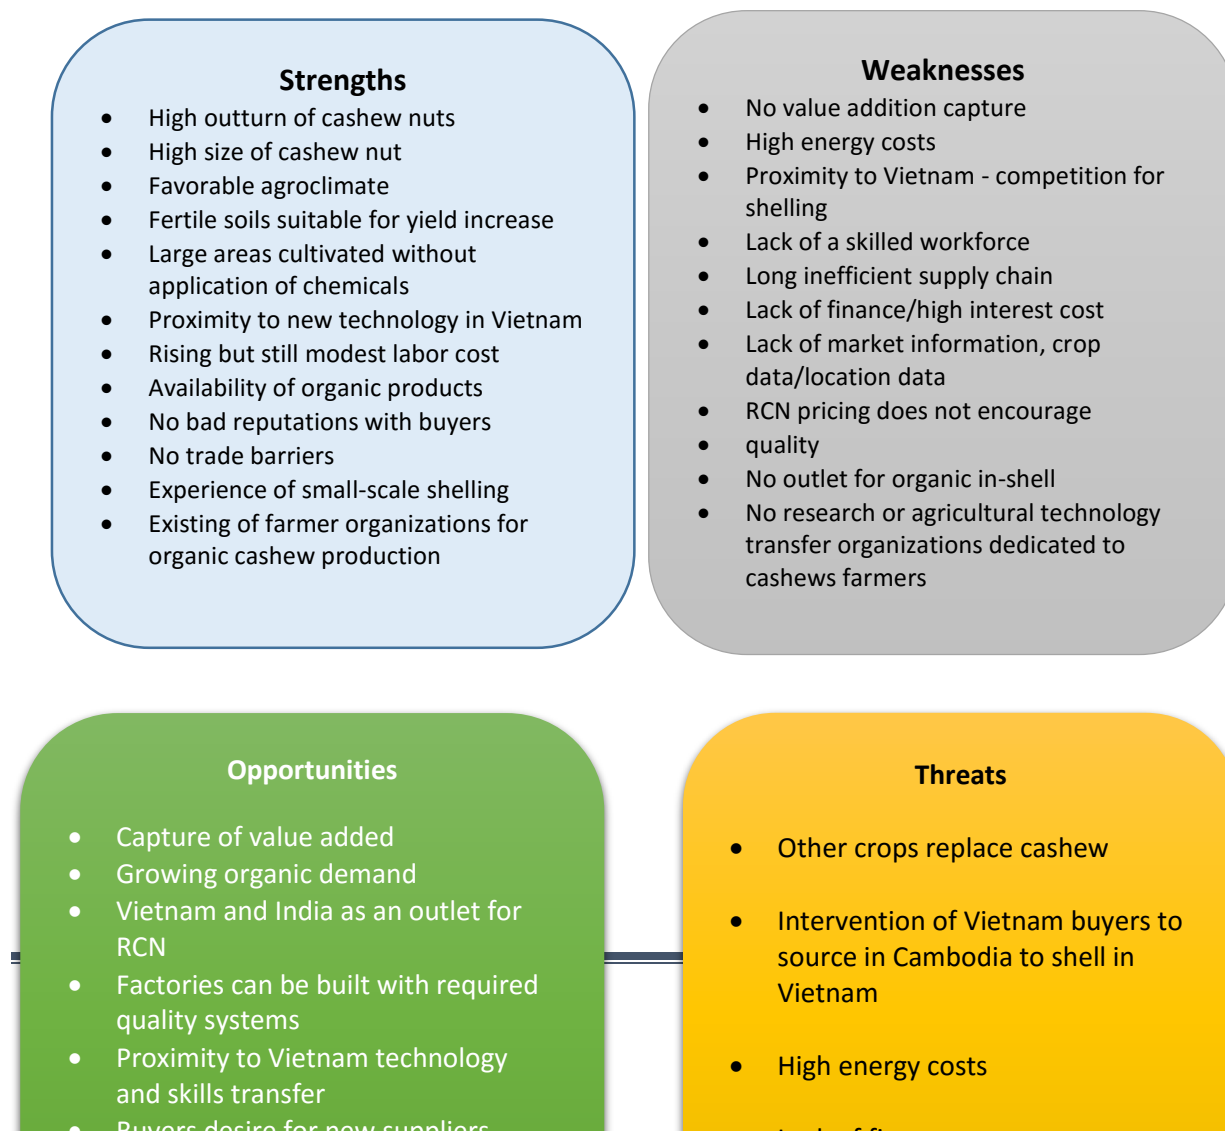 Strengths
• High outturn of cashew nuts
• High size of cashew nut
• Favorable agroclimate
• Fertile soils suitable for yield increase
• Large areas cultivated without
application of chemicals
• Proximity to new technology in Vietnam
• Rising but still modest labor cost
• Availability of organic products
• No bad reputations with buyers
• No trade barriers
• Experience of small-scale shelling
• Existing of farmer organizations for
organic cashew production
Weaknesses
• No value addition capture
• High energy costs
• Proximity to Vietnam - competition for
shelling
• Lack of a skilled workforce
• Long inefficient supply chain
• Lack of finance/high interest cost
• Lack of market information, crop
data/location data
• RCN pricing does not encourage
• quality
• No outlet for organic in-shell
• No research or agricultural technology
transfer organizations dedicated to
cashews farmers
Opportunities
• Capture of value added
• Growing organic demand
• Vietnam and India as an outlet for
RCN
• Factories can be built with required
quality systems
• Proximity to Vietnam technology
and skills transfer
• Buyers desire for new suppliers
Threats
• Other crops replace cashew
• Intervention of Vietnam buyers to
source in Cambodia to shell in
Vietnam
• High energy costs
• Lack of